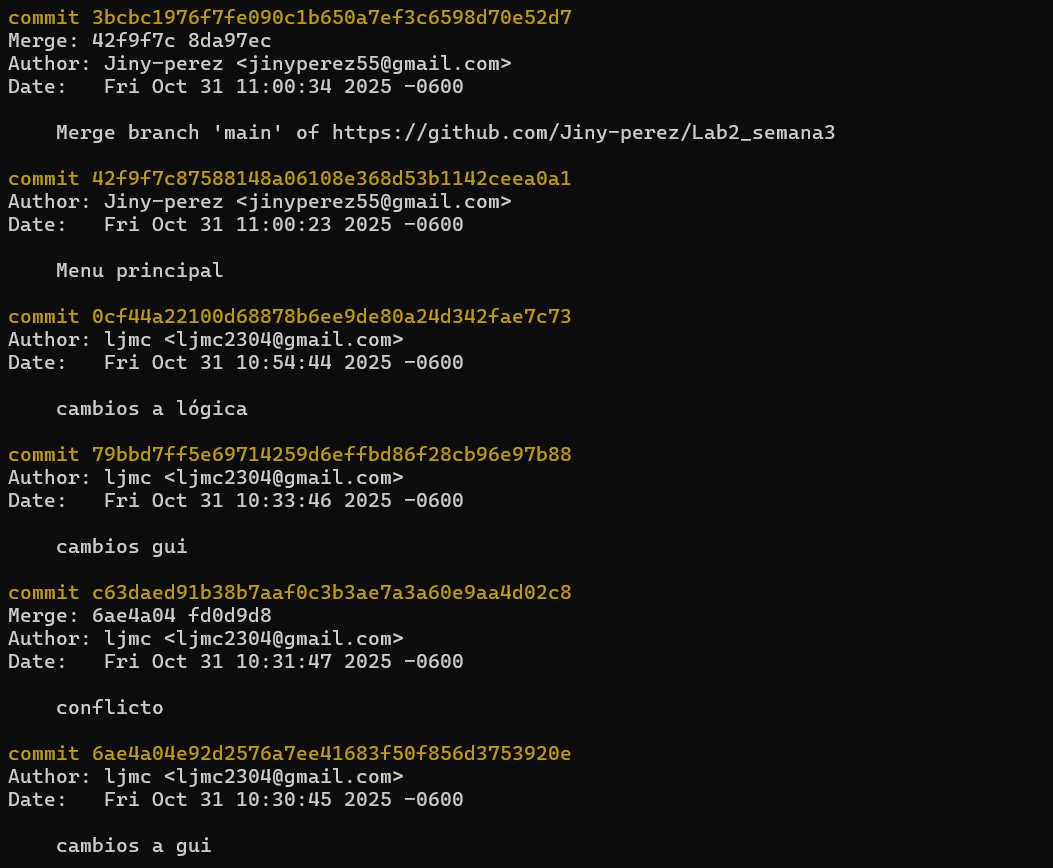 commit 3bcbc1976f7fe090c1b650a7ef3c6598d70e52d7
Merge: 42f9f7c 8da97ec
Author: Jiny-perez <jinyperez55@gmail.com>
Date:   Fri Oct 31 11:00:34 2025 -0600
    Merge branch 'main' of https://github.com/Jiny-perez/Lab2_semana3
commit 42f9f7c87588148a06108e368d53b1142ceea0a1
Author: Jiny-perez <jinyperez55@gmail.com>
Date:   Fri Oct 31 11:00:23 2025 -0600
    Menu principal
commit 0cf44a22100d68878b6ee9de80a24d342fae7c73
Author: ljmc <ljmc2304@gmail.com>
Date:   Fri Oct 31 10:54:44 2025 -0600
    cambios a lógica
commit 79bbd7ff5e69714259d6effbd86f28cb96e97b88
Author: ljmc <ljmc2304@gmail.com>
Date:   Fri Oct 31 10:33:46 2025 -0600
    cambios gui
commit c63daed91b38b7aaf0c3b3ae7a3a60e9aa4d02c8
Merge: 6ae4a04 fd0d9d8
Author: ljmc <ljmc2304@gmail.com>
Date:   Fri Oct 31 10:31:47 2025 -0600
    conflicto
commit 6ae4a04e92d2576a7ee41683f50f856d3753920e
Author: ljmc <ljmc2304@gmail.com>
Date:   Fri Oct 31 10:30:45 2025 -0600
    cambios a gui